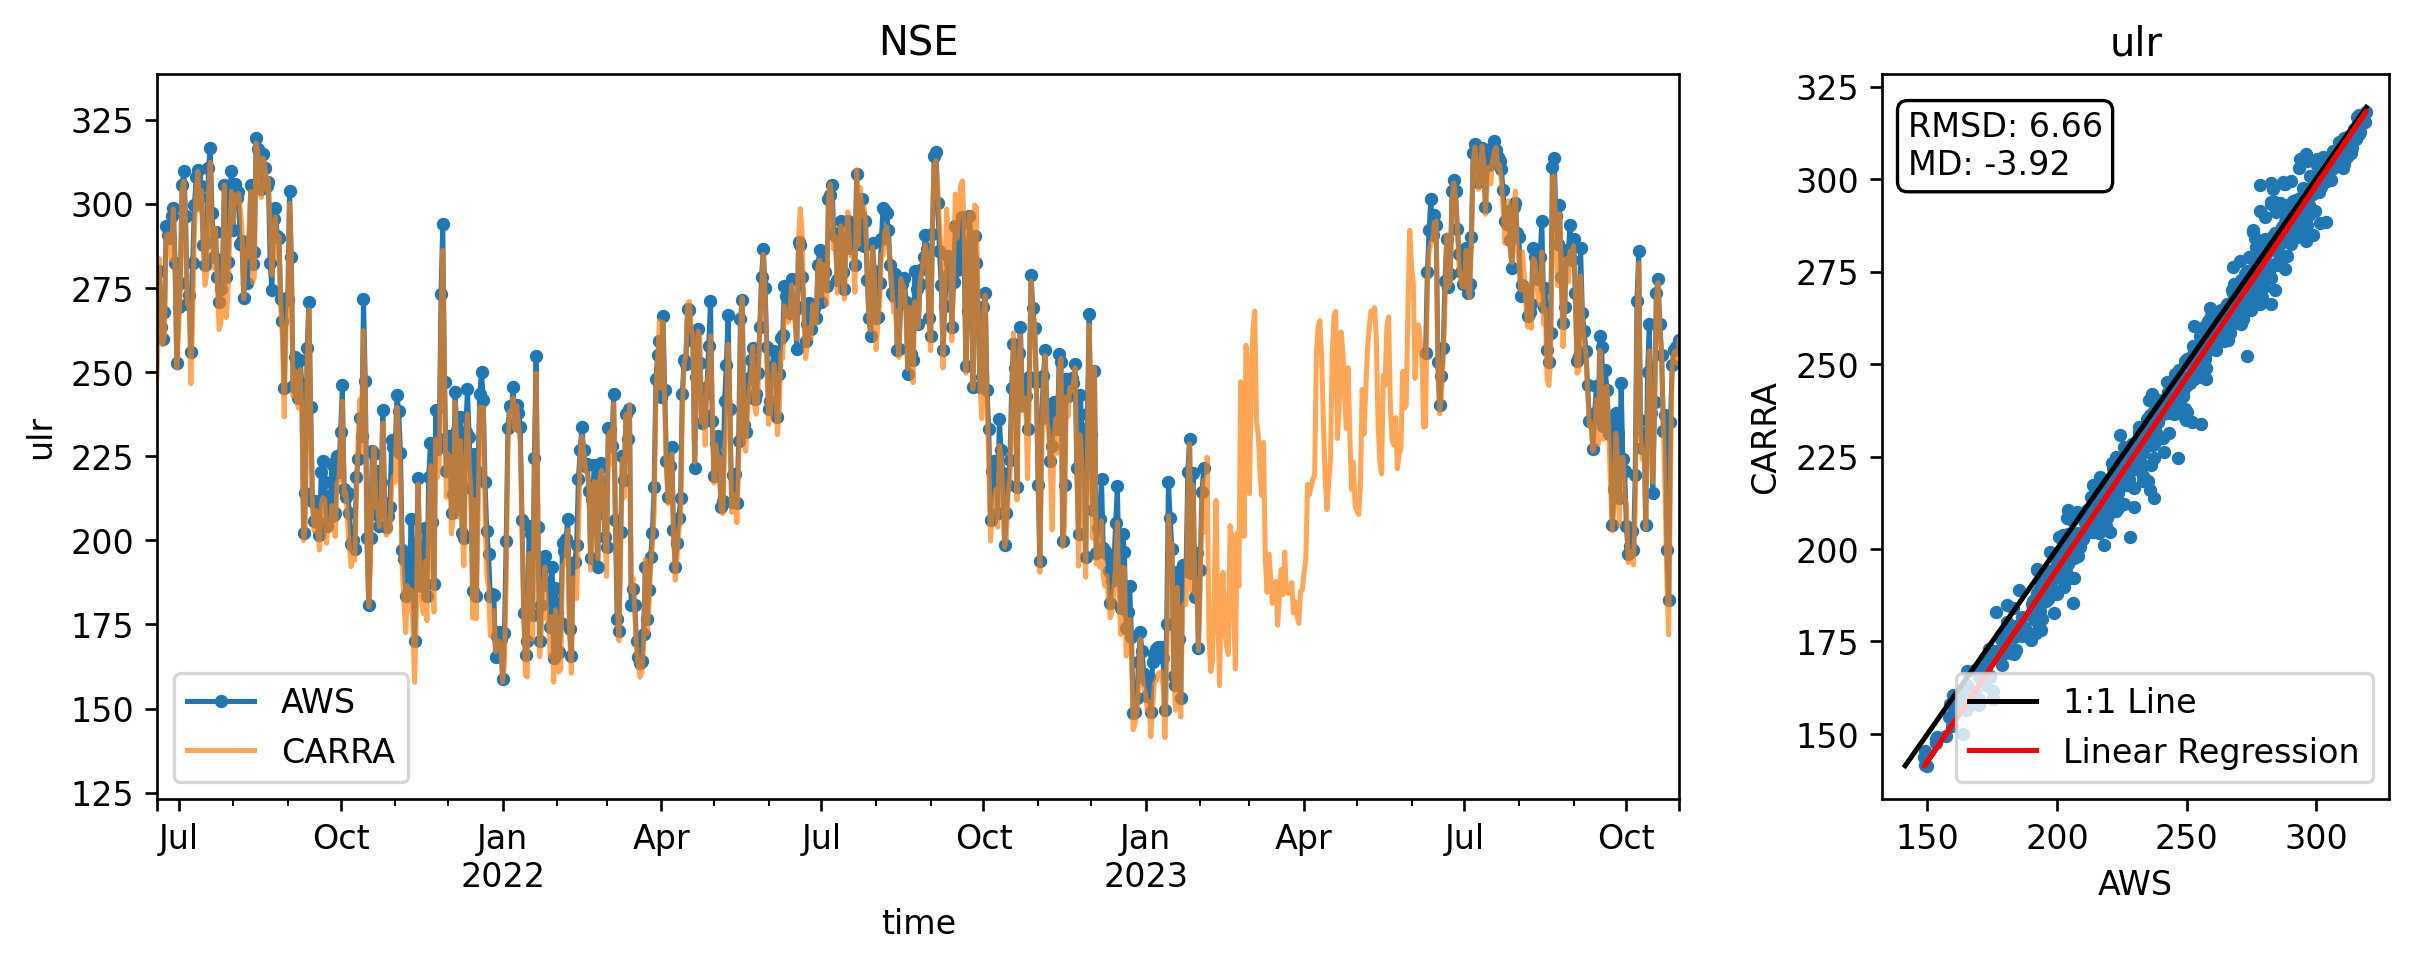 NSE
325
300
275
250
225
200
175
150
125
ulr
AWS
CARRA
Jul Oct Jan Apr Jul Oct Jan Apr Jul Oct
2022 2023
time
ulr
RMSD: 6.66
MD: -3.92
325
300
275
250
225
200
175
150
CARRA
1:1 Line
Linear Regression
150 200 250 300
AWS